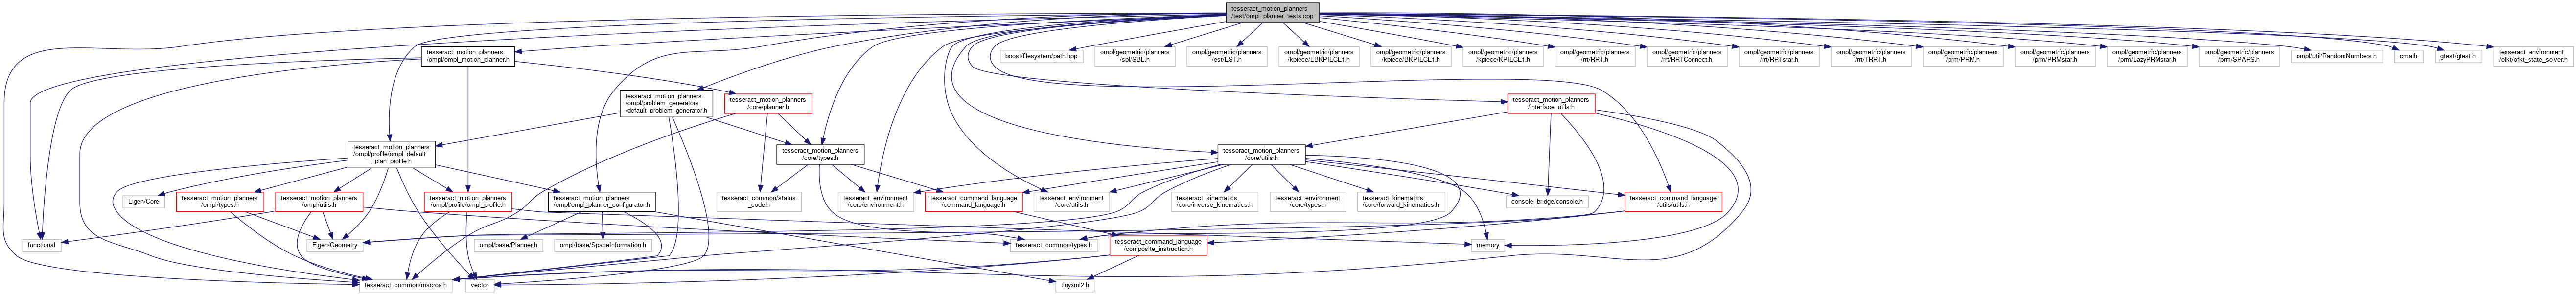 tesseract_motion_planners
/test/ompl_planner_tests.cpp
tesseract_motion_planners
/ompl/ompl_motion_planner.h
boost/filesystem/path.hpp
ompl/geometric/planners
/sbl/SBL.h
ompl/geometric/planners
/est/EST.h
ompl/geometric/planners
/kpiece/LBKPIECE1.h
ompl/geometric/planners
/kpiece/BKPIECE1.h
ompl/geometric/planners
/kpiece/KPIECE1.h
ompl/geometric/planners
/rrt/RRT.h
ompl/geometric/planners
/rrt/RRTConnect.h
ompl/geometric/planners
/rrt/RRTstar.h
ompl/geometric/planners
/rrt/TRRT.h
ompl/geometric/planners
/prm/PRM.h
ompl/geometric/planners
/prm/PRMstar.h
ompl/geometric/planners
/prm/LazyPRMstar.h
ompl/geometric/planners
/prm/SPARS.h
ompl/util/RandomNumbers.h
cmath
gtest/gtest.h
tesseract_environment
/ofkt/ofkt_state_solver.h
tesseract_motion_planners
/ompl/problem_generators
/default_problem_generator.h
tesseract_motion_planners
/core/planner.h
tesseract_motion_planners
/interface_utils.h
tesseract_motion_planners
/ompl/profile/ompl_default
_plan_profile.h
tesseract_motion_planners
/core/types.h
tesseract_motion_planners
/core/utils.h
Eigen/Core
tesseract_motion_planners
/ompl/types.h
tesseract_motion_planners
/ompl/utils.h
tesseract_motion_planners
/ompl/profile/ompl_profile.h
tesseract_motion_planners
/ompl/ompl_planner_configurator.h
tesseract_common/status
_code.h
tesseract_environment
/core/environment.h
tesseract_command_language
/command_language.h
tesseract_environment
/core/utils.h
tesseract_kinematics
/core/inverse_kinematics.h
tesseract_environment
/core/types.h
tesseract_kinematics
/core/forward_kinematics.h
console_bridge/console.h
tesseract_command_language
/utils/utils.h
functional
Eigen/Geometry
ompl/base/Planner.h
ompl/base/SpaceInformation.h
tesseract_common/types.h
tesseract_command_language
/composite_instruction.h
memory
tesseract_common/macros.h
vector
tinyxml2.h